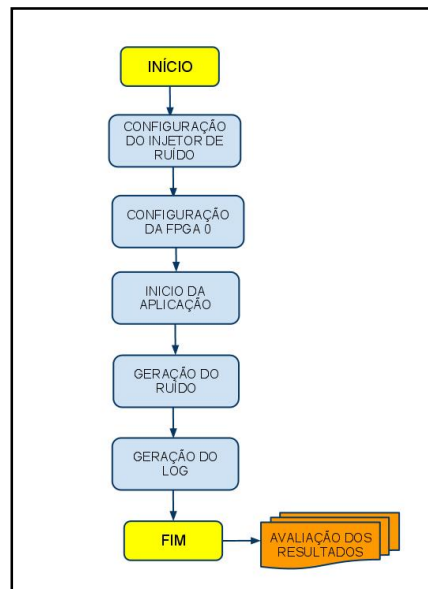 INÍCIO
CONFIGURAÇÃO
DO INJETOR DE
RUÍDO
CONFIGURAÇÃO
DA FPGA 0
INICIO DA
APLICAÇÃO
GERAÇÃO DO
RUÍDO
GERAÇÃO DO
LOG
FIM
AVALIAÇÃO DOS
RESULTADOS